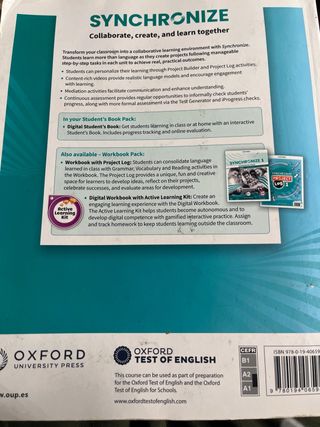 SYNCHRONIZE
Collaborate, create, and learn together
Transform your classroom into a collaborative learning environment with Synchronize.
Students learn more than language as they create projects following manageable
step-by-step tasks in each unit to achieve real, practical outcomes.
• Students can personalize their learning through Project Builder and Project Log activities.
• Content-rich videos provide realistic language models and encourage engagement
with learning.
• Mediation activities facilitate communication and enhance understanding.
• Continuous assessment provides regular opportunities to informally check students'
progress, along with more formal assessment via the Test Generator and iProgress checks.
In your Student's Book Pack:
• Digital Student's Book: Get students learning in class or at home with an interactive
Student's Book. Includes progress tracking and online evaluation.
Also available – Workbook Pack:
• Workbook with Project Log: Students can consolidate language
learned in class with Grammar, Vocabulary and Reading activities
in the Workbook. The Project Log provides a unique, fun and creative
space for learners to develop ideas, reflect on their projects,
celebrate successes, and evaluate areas for development.
• Digital Workbook with Active Learning Kit: Create an
engaging learning experience with the Digital Workbook.
The Active Learning Kit helps students become autonomous and to
develop digital competence with gamified interactive practice. Assign
and track homework to keep students learning outside the classroom.
Active
Learning Kit
SYNCHRONIZE 1
PROJECT
LOG 1
OXFORD
UNIVERSITY PRESS
www.oup.es
OXFORD
TEST OF ENGLISH
This course can be used as part of preparation
for the Oxford Test of English and the Oxford
Test of English for Schools.
www.oxfordtestofenglish.com
CEFR
B1
A2
A1
ISBN 978-0-19-40659
9 780194 0659